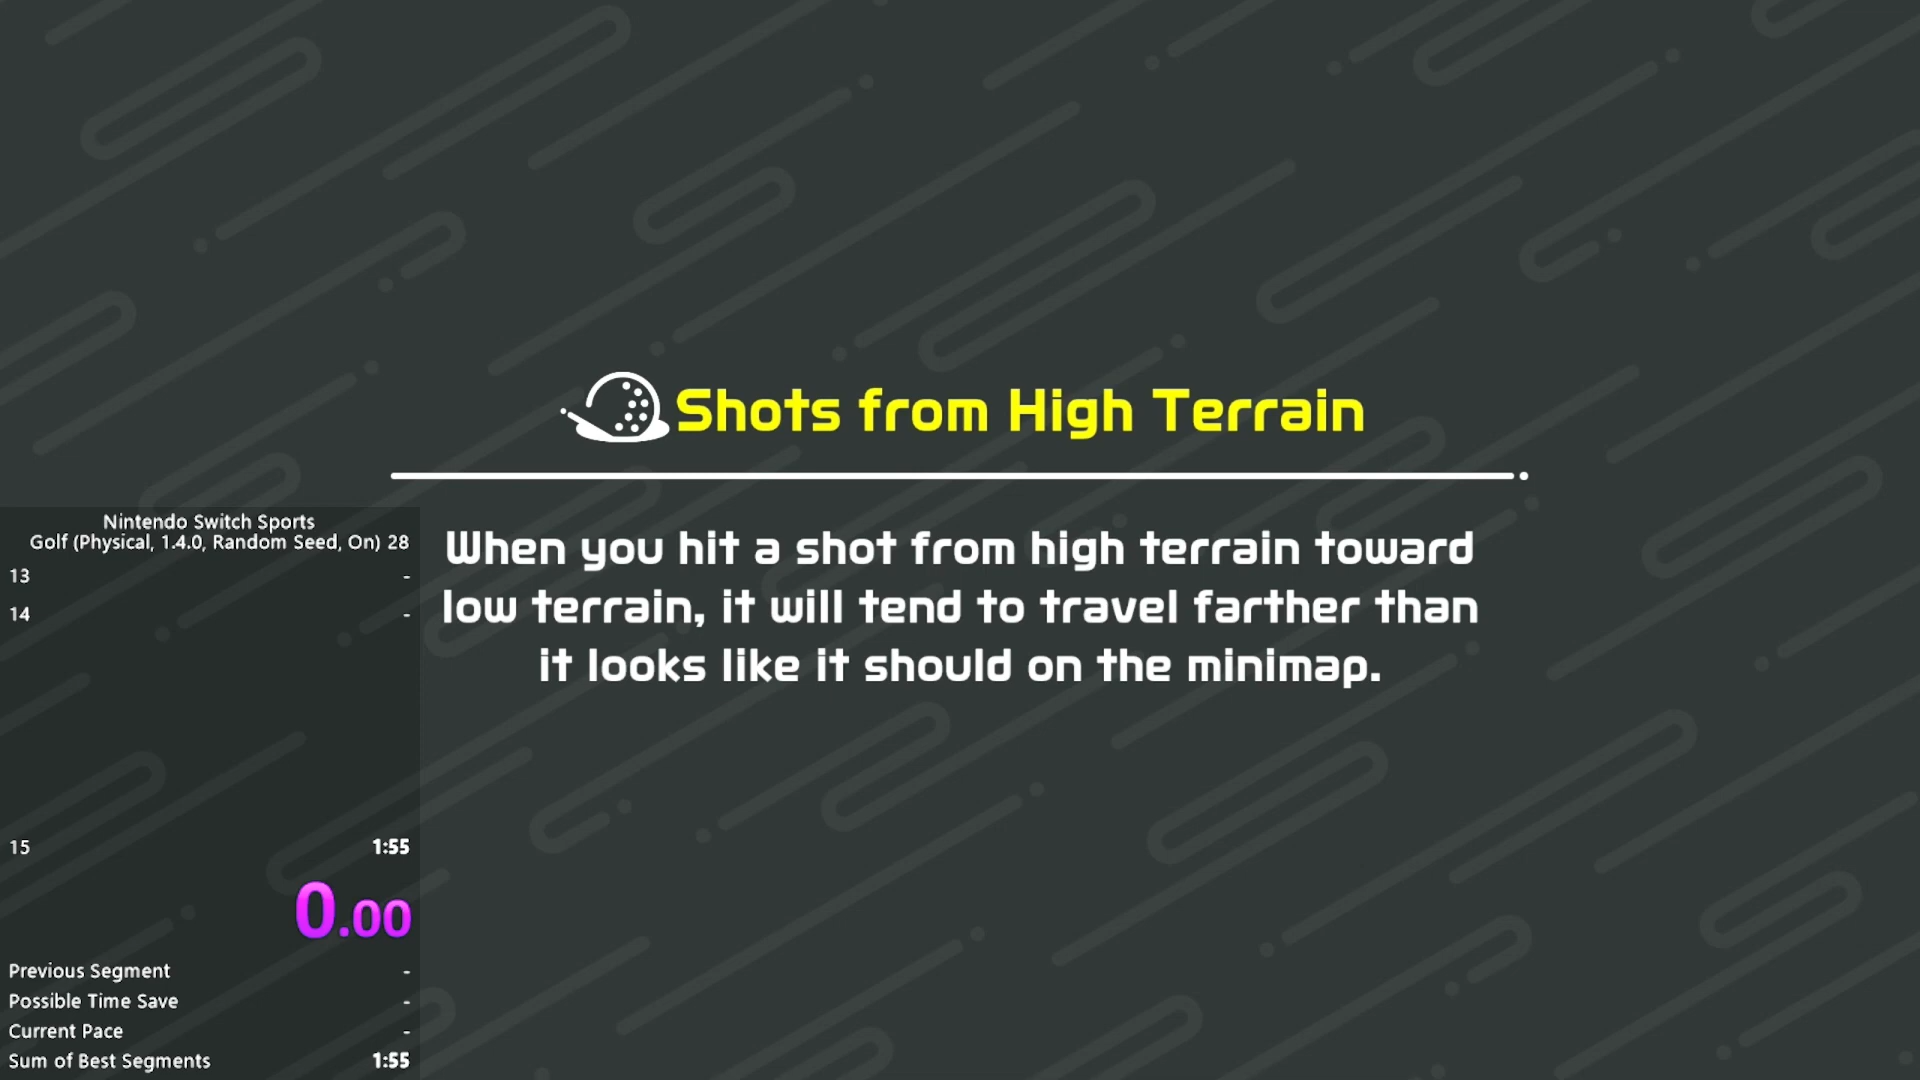 Shots from High Terrain
When you hit a shot from high terrain toward
low terrain, it will tend to travel farther than
it looks like it should on the minimap.
Nintendo Switch Sports
Golf (Physical, 1.4.0, Random Seed, On) 28
13 -
14 -
15 1:55
0.00
Previous Segment -
Possible Time Save -
Current Pace -
Sum of Best Segments 1:55